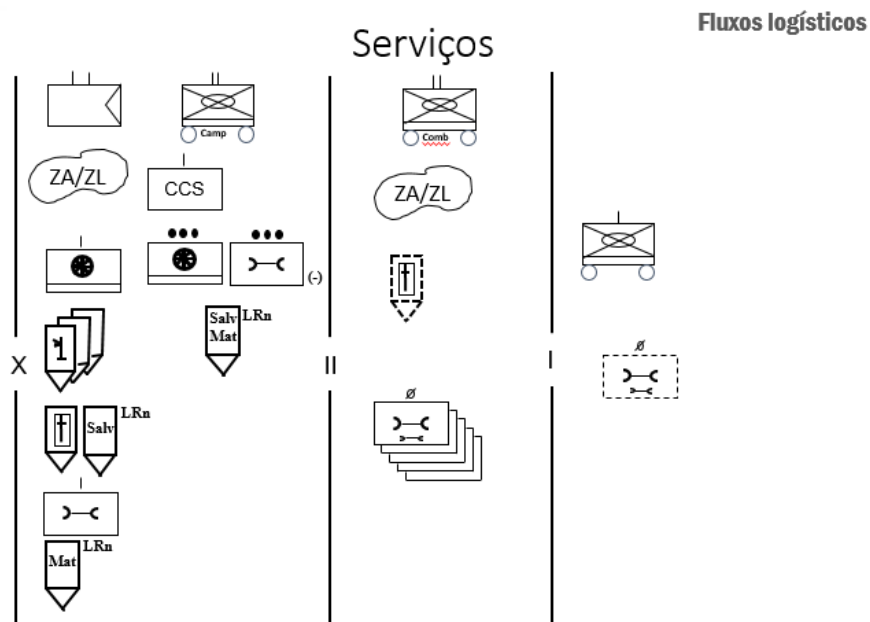 Fluxos logísticos
Serviços
Camp
Comb
ZA/ZL
CCS
ZA/ZL
(-)
Salv
Mat
LRn
X
II
I
Ø
Ø
Salv
LRn
Mat
LRn